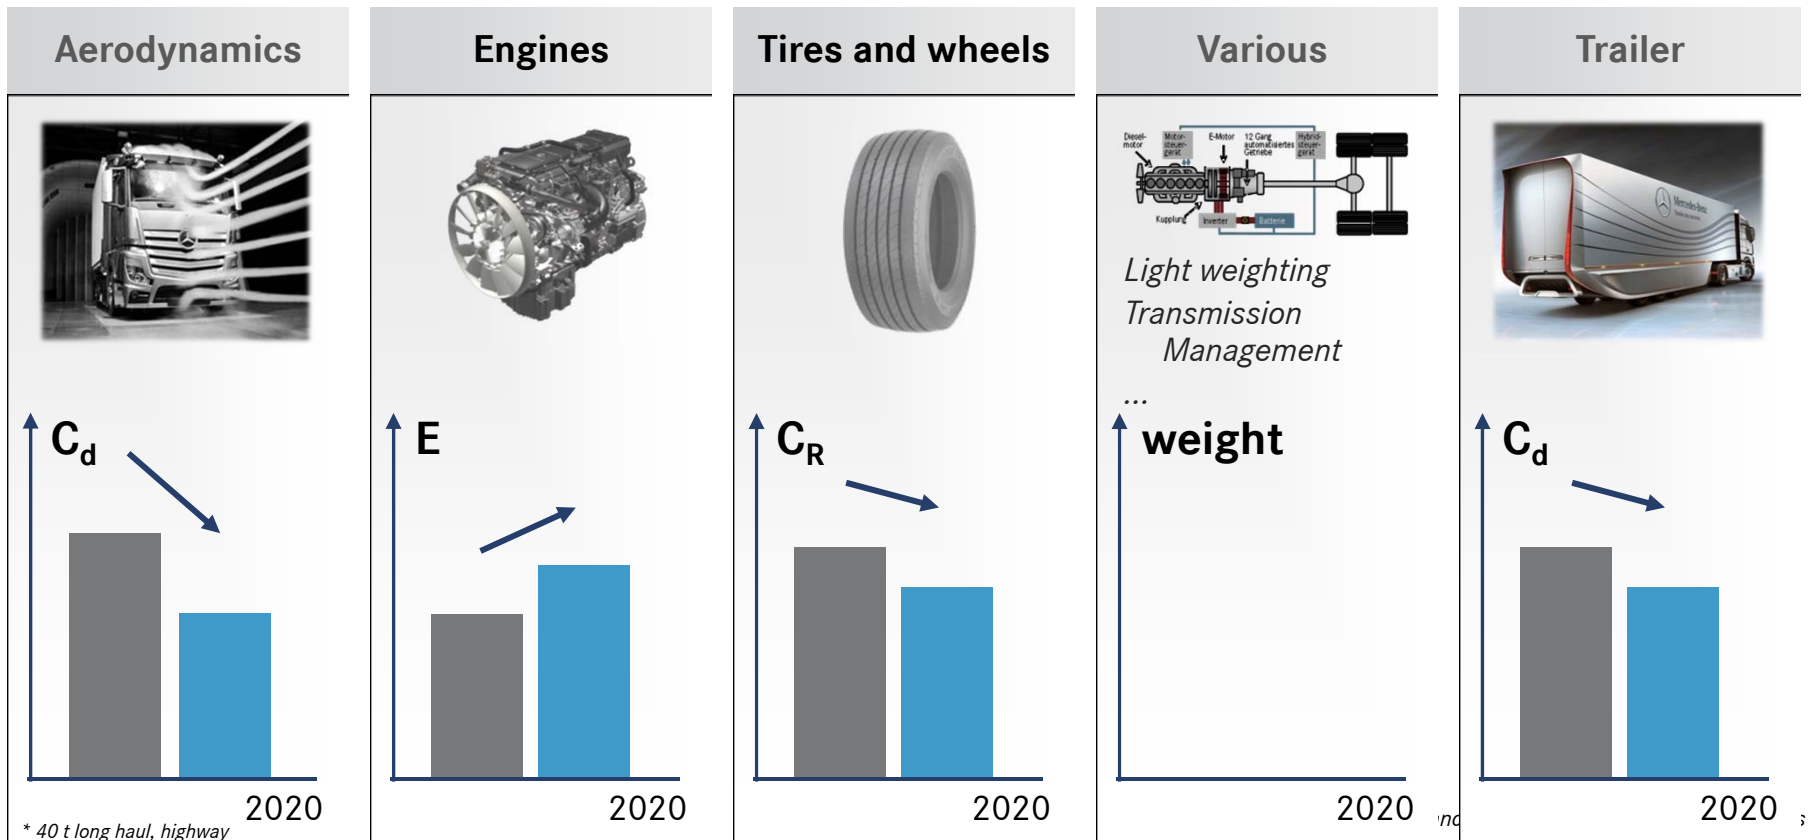 Aerodynamics
Engines
Tires and wheels
Various
Trailer
Diesel-
motor
Motor-
steuer-
gerät
E-Motor
12 Gang
automatisiertes
Getriebe
Hybrid-
steuer-
gerät
Kupplung
Inverter
Batterie
Mercedes-Benz
Light weighting
Transmission
Management
...
Cd
E
CR
weight
Cd
2020
2020
2020
2020
2020
* 40 t long haul, highway